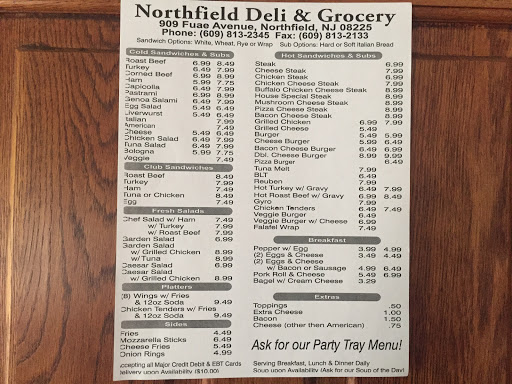 Northfield Deli & Grocery
909 Fuae Avenue, Northfield, NJ 08225
Phone: (609) 813-2345 Fax: (609) 813-2133
Sandwich Options: White, Wheat, Rye or Wrap Sub Options: Hard or Soft Italian Bread
Cold Sandwiches & Subs
Roast Beef 6.99 8.49
Turkey 6.49 7.99
Corned Beef 6.99 8.99
Ham 5.99 7.75
Capicolla 6.49 7.99
Pastrami 6.99 8.99
Genoa Salami 6.49 7.99
Egg Salad 5.49 6.49
Liverwurst 5.49 6.49
Italian 7.99
American 7.49
Cheese 5.49 6.49
Chicken Salad 6.49 7.99
Tuna Salad 6.49 7.99
Bologna 5.99 7.75
Veggie 7.49
Club Sandwiches
Roast Beef 8.49
Turkey 7.99
Ham 7.49
Tuna or Chicken 8.49
Egg 7.49
Fresh Salads
Chef Salad w/ Ham 7.49
w/ Turkey 7.99
w/ Roast Beef 7.99
Garden Salad 6.99
Garden Salad
w/ Grilled Chicken 8.99
w/ Tuna 8.99
Caesar Salad 6.99
Caesar Salad
w/ Grilled Chicken 8.99
Platters
(8) Wings w/ Fries
& 12oz Soda 9.49
Chicken Tenders w/ Fries
& 12oz Soda 9.49
Sides
Fries 4.49
Mozzarella Sticks 6.49
Cheese Fries 5.49
Onion Rings 4.99
Accepting all Major Credit Debit & EBT Cards
Delivery upon Availability ($10.00)
Hot Sandwiches & Subs
Steak 6.99
Cheese Steak 7.99
Chicken Steak 6.99
Chicken Cheese Steak 7.99
Buffalo Chicken Cheese Steak 8.99
House Special Steak 8.99
Mushroom Cheese Steak 8.99
Pizza Cheese Steak 8.99
Bacon Cheese Steak 8.99
Grilled Chicken 6.99 7.99
Grilled Cheese 5.49
Burger 5.49 5.99
Cheese Burger 5.99 6.49
Bacon Cheese Burger 6.99 7.49
Dbl. Cheese Burger 8.99 9.99
Pizza Burger 6.49
Tuna Melt 7.99
BLT 6.49
Reuben 7.99
Hot Turkey w/ Gravy 6.49 7.99
Hot Roast Beef w/ Gravy 6.99 8.49
Gyro 7.99
Chicken Tenders 6.49 7.49
Veggie Burger 6.49
Veggie Burger w/ Cheese 6.99
Falsfel Wrap 7.49
Breakfast
Pepper w/ Egg 3.99 4.99
(2) Eggs & Cheese 3.49 4.49
(2) Eggs & Cheese
w/ Bacon or Sausage 4.99 6.49
Pork Roll & Cheese 5.49 6.99
Bagel w/ Cream Cheese 3.29
Extras
Toppings .50
Extra Cheese 1.00
Bacon 1.50
Cheese (other then American) .75
Ask for our Party Tray Menu!
Serving Breakfast, Lunch & Dinner Daily
Soup upon Availability (Ask for our Soup of the Day)